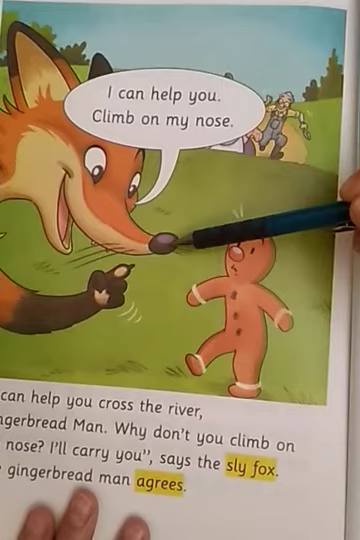 I can help you.
Climb on my nose.
can help you cross the river,
ngerbread Man. Why don't you climb on
nose? I'll carry you", says the sly fox.
gingerbread man agrees.